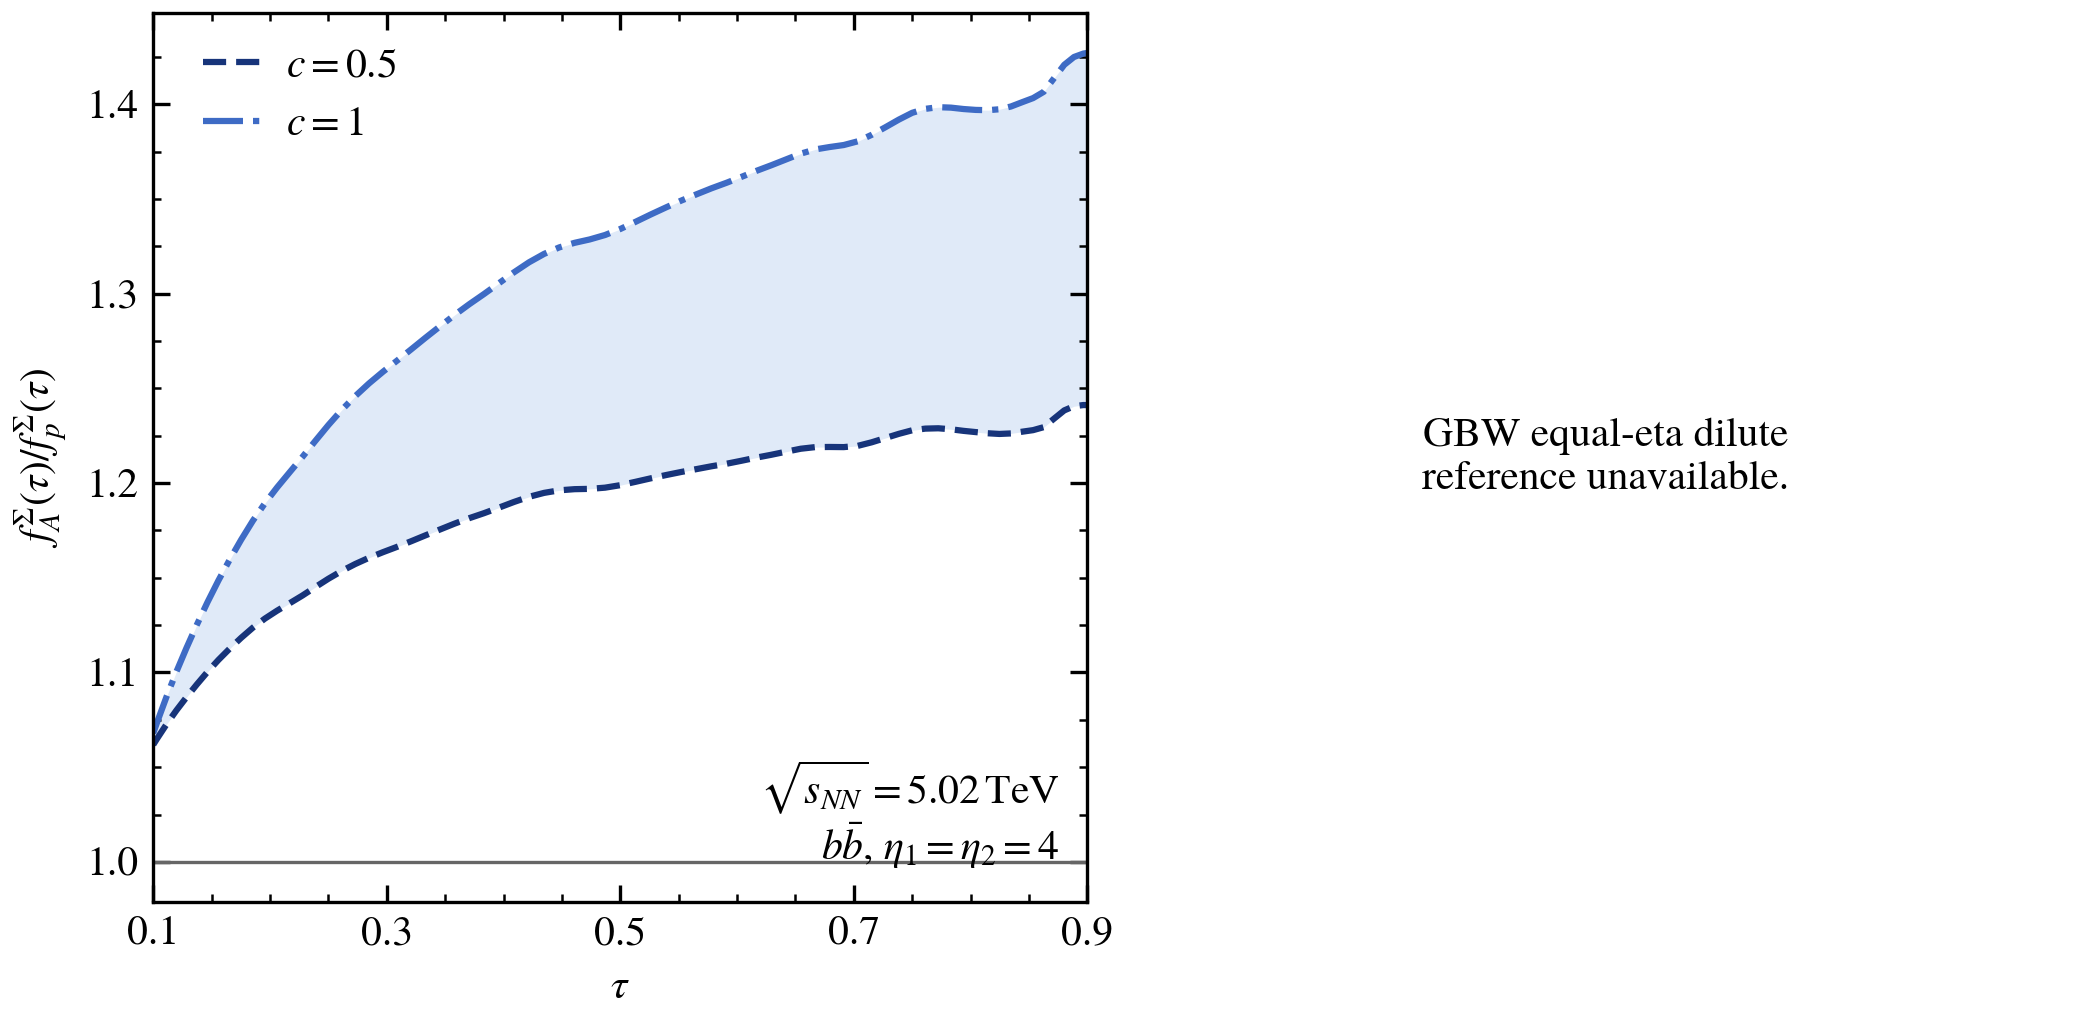 c = 0.5
c = 1
1.4
1.3
1.2
1.1
1.0
f_A^Σ(τ)/f_p^Σ(τ)
√s_NN = 5.02 TeV
bb̄, η₁ = η₂ = 4
0.1 0.3 0.5 0.7 0.9
τ
GBW equal-eta dilute
reference unavailable.